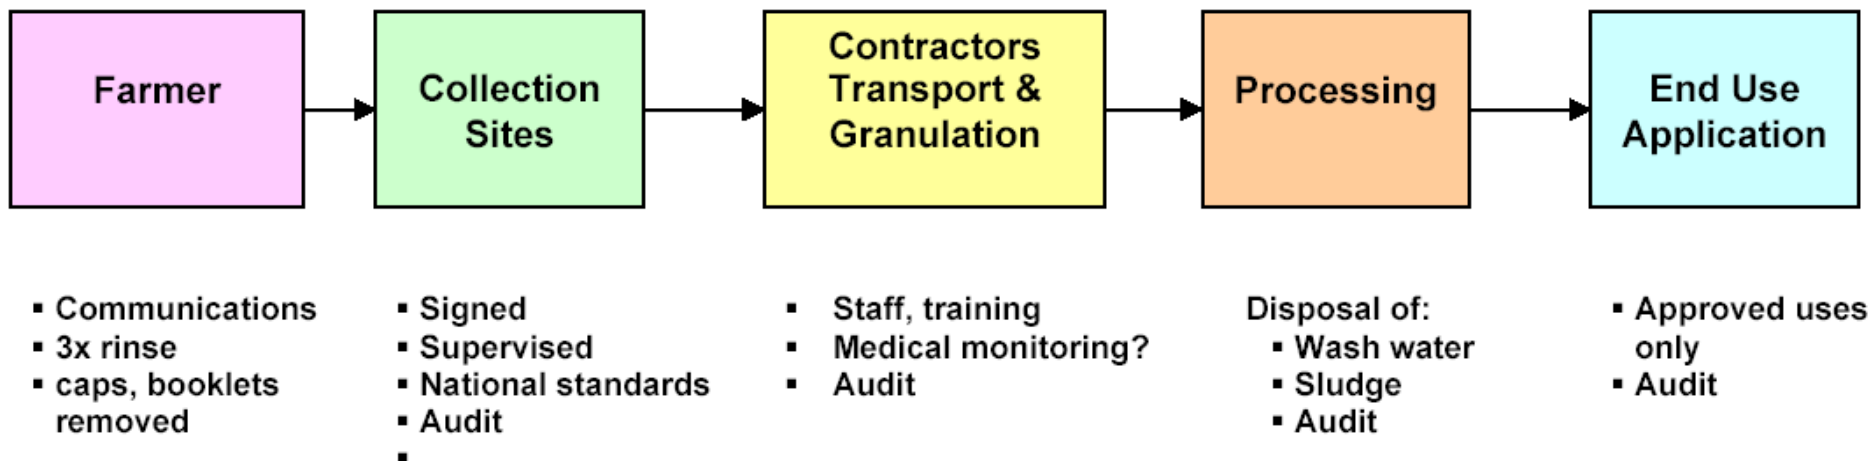 Farmer
Collection
Sites
Contractors
Transport &
Granulation
Processing
End Use
Application
▪ Communications
▪ 3x rinse
▪ caps, booklets
removed
▪ Signed
▪ Supervised
▪ National standards
▪ Audit
▪
▪ Staff, training
▪ Medical monitoring?
▪ Audit
Disposal of:
▪ Wash water
▪ Sludge
▪ Audit
▪ Approved uses
only
▪ Audit